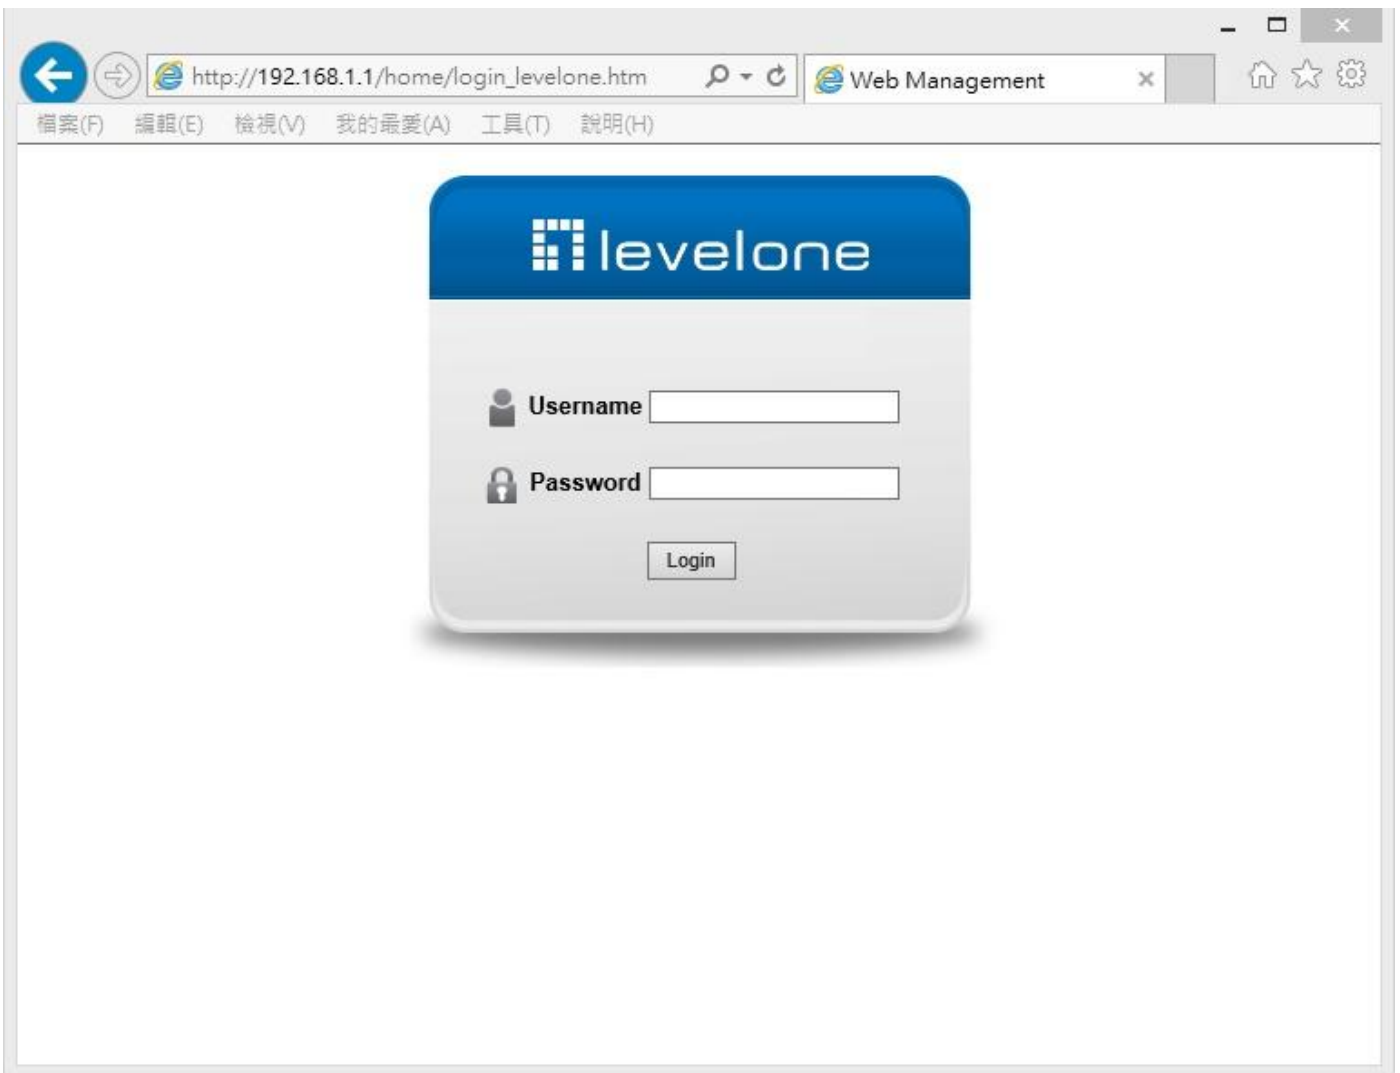 http://192.168.1.1/home/login_levelone.htm
Web Management
檔案(F) 編輯(E) 檢視(V) 我的最愛(A) 工具(T) 說明(H)
levelone
Username
Password
Login